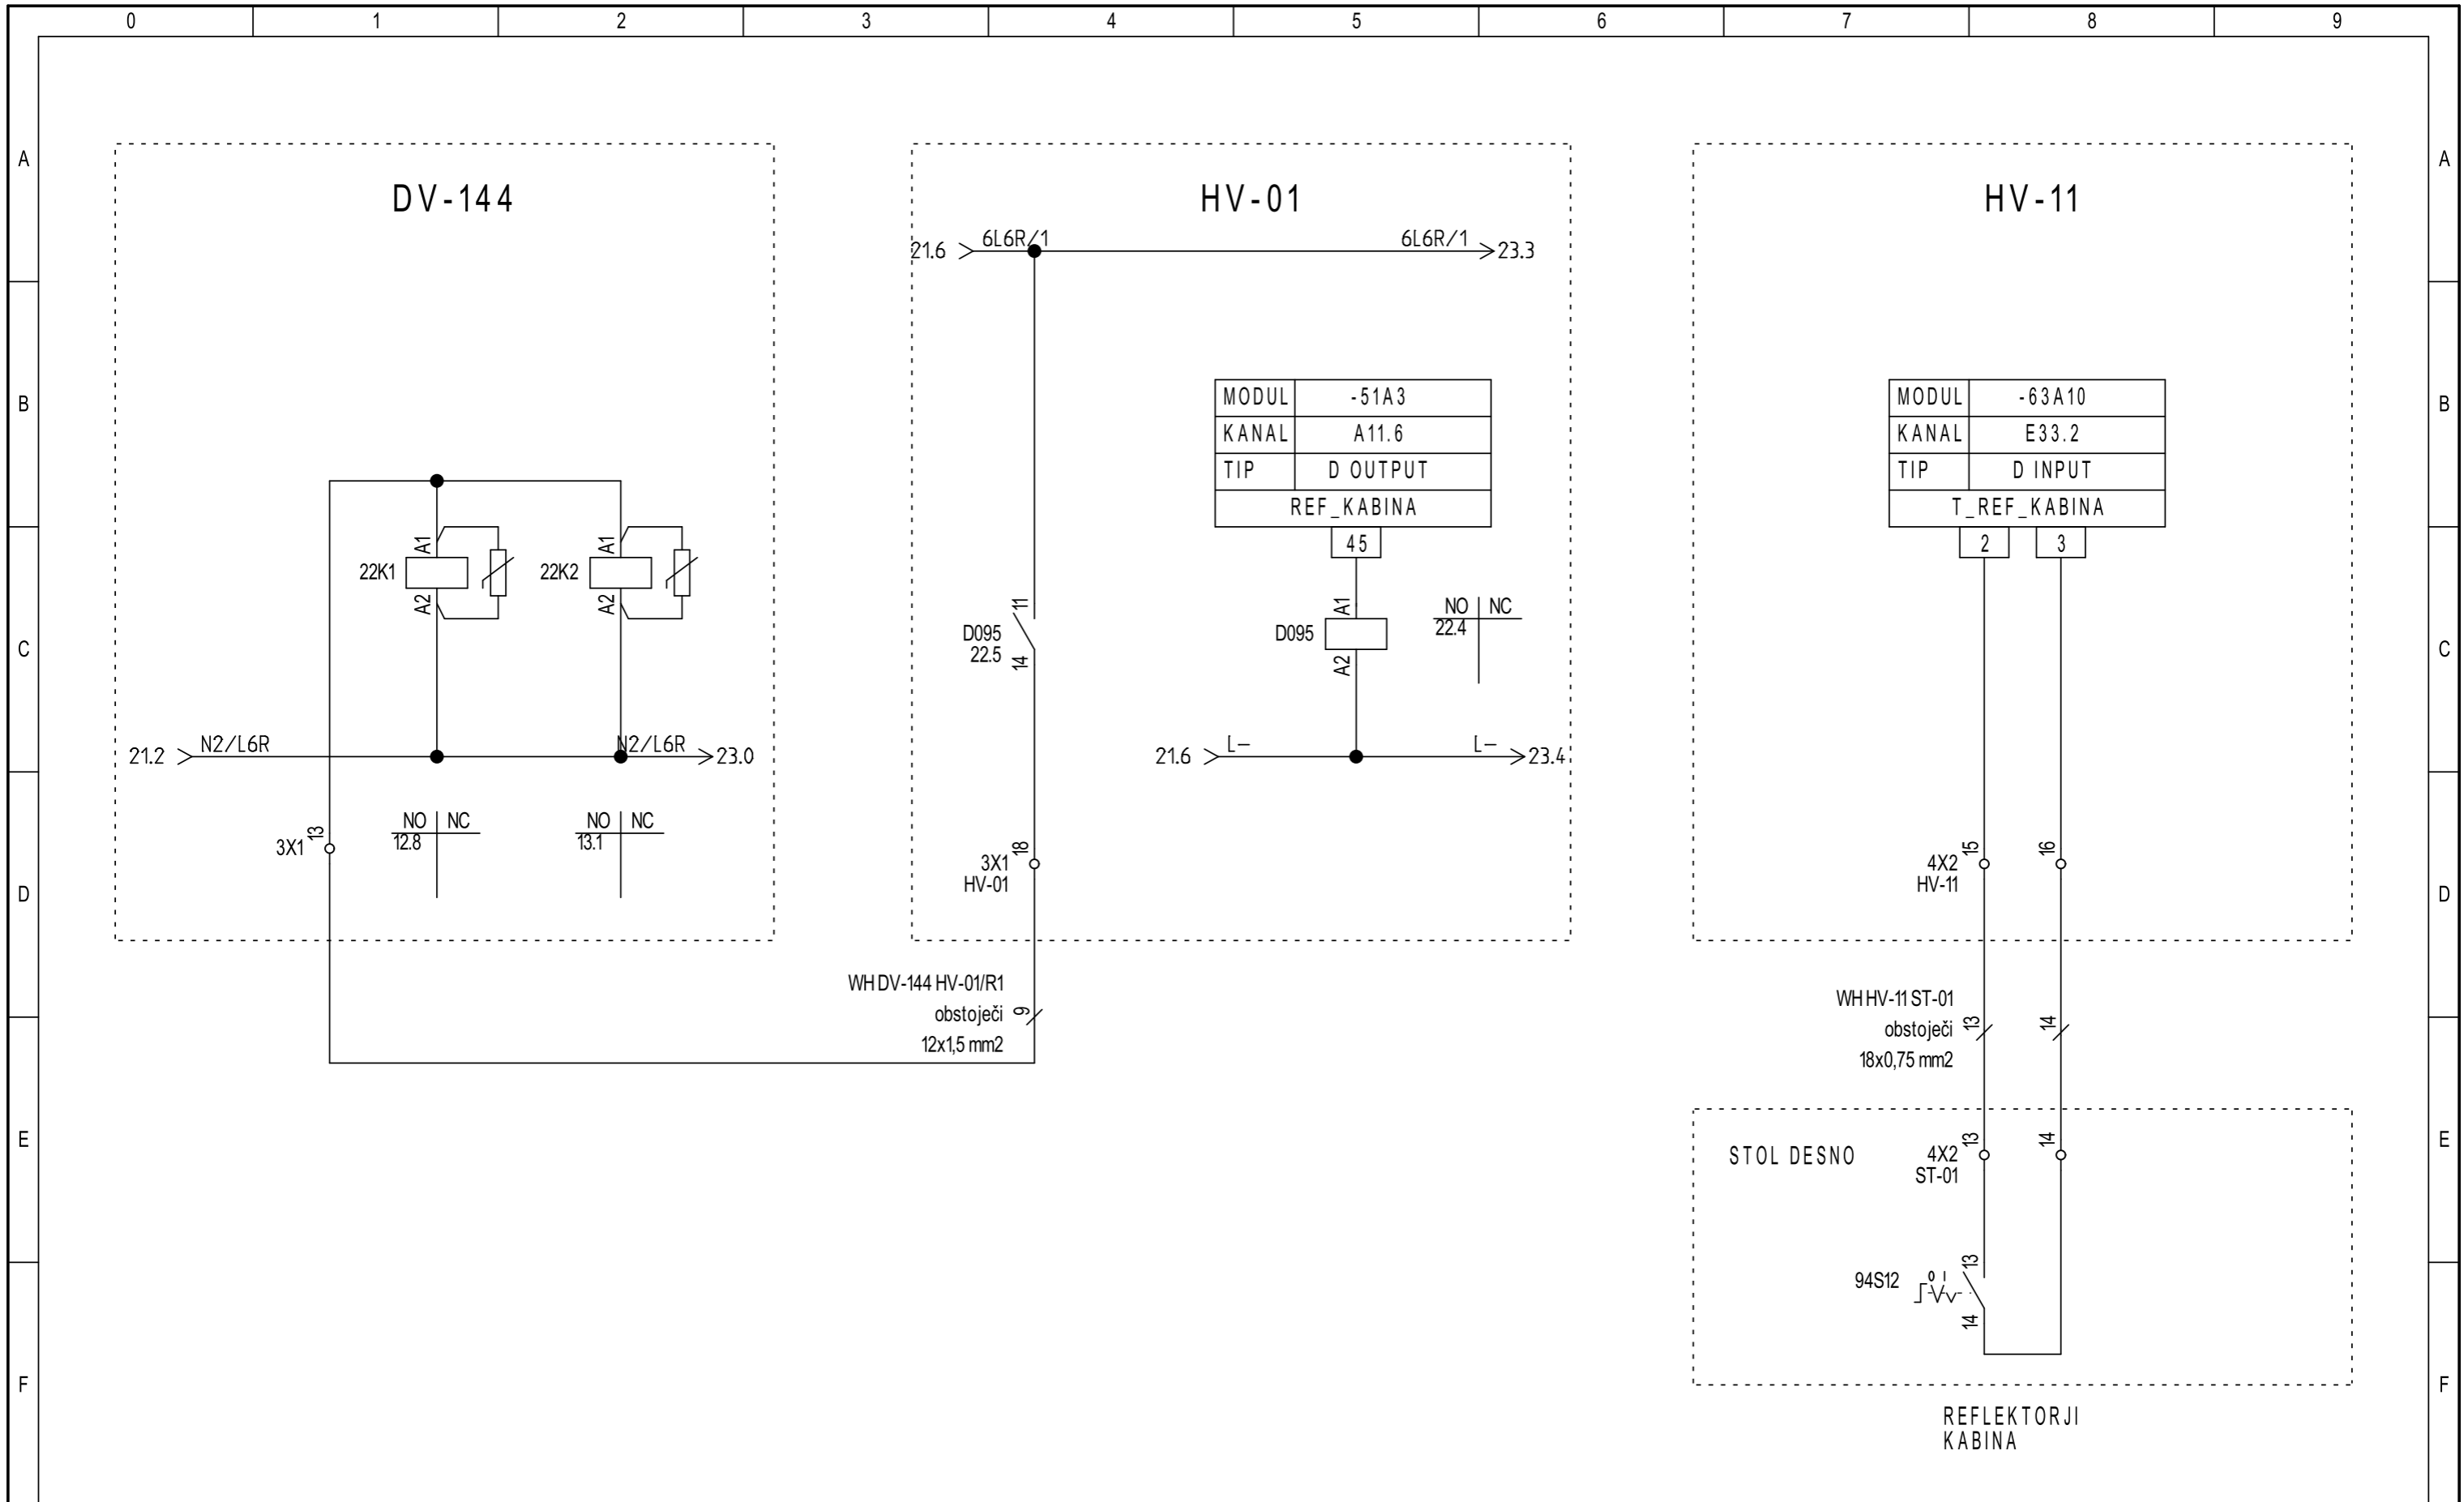 0 1 2 3 4 5 6 7 8 9
A A
DV-144
HV-01
HV-11
21.6 6L6R/1 6L6R/1 23.3
B B
MODUL -51A3
KANAL A11.6
TIP D OUTPUT
REF_KABINA
45
MODUL -63A10
KANAL E33.2
TIP D INPUT
T_REF_KABINA
2 3
C C
22K1 A1 A2
22K2 A1 A2
D095
22.5
11
14
D095 A1 A2
NO NC
22.4
21.2 N2/L6R N2/L6R 23.0
21.6 L- L- 23.4
D D
3X1 13
NO NC
12.8
NO NC
13.1
3X1 18
HV-01
4X2 15 16
HV-11
WH DV-144 HV-01/R1
obstoječi 9
12x1,5 mm2
WH HV-11 ST-01
obstoječi 13 14
18x0,75 mm2
E E
STOL DESNO
4X2 13 14
ST-01
94S12 0 I 13
14
F F
REFLEKTORJI
KABINA